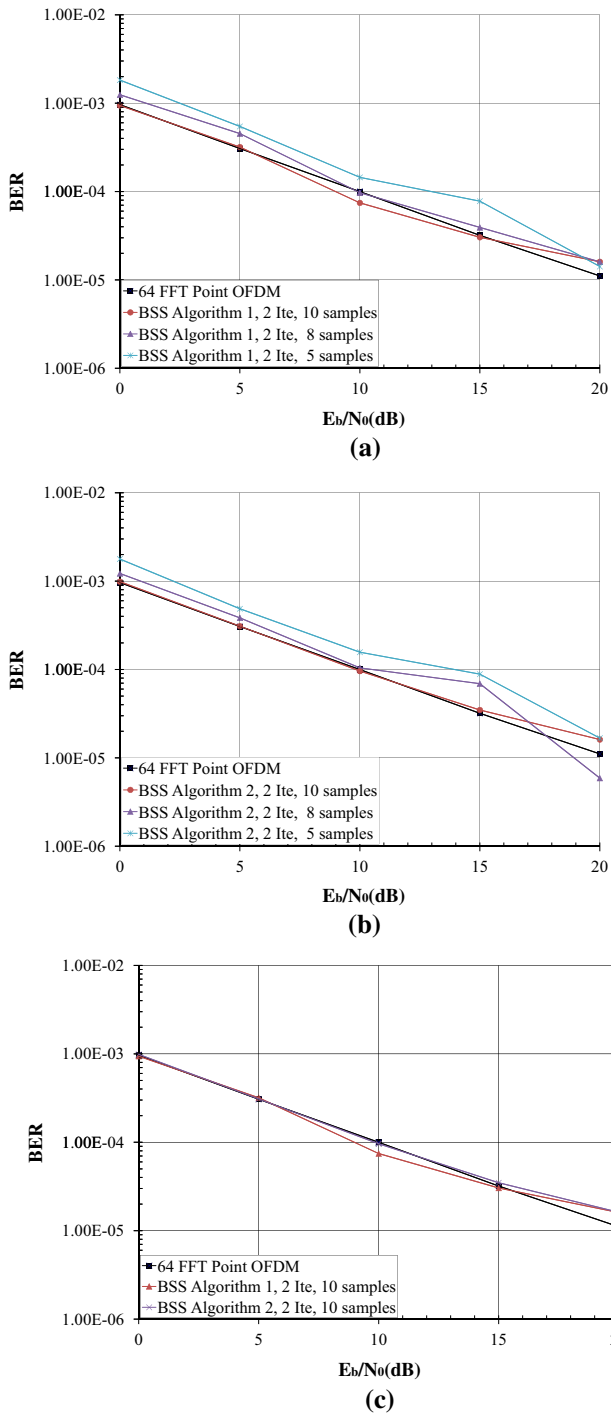 1.00E-02
1.00E-03
1.00E-04
1.00E-05
1.00E-06
BER
64 FFT Point OFDM
BSS Algorithm 1, 2 Ite, 10 samples
BSS Algorithm 1, 2 Ite, 8 samples
BSS Algorithm 1, 2 Ite, 5 samples
0 5 10 15 20
Eb/N0(dB)
(a)
1.00E-02
1.00E-03
1.00E-04
1.00E-05
1.00E-06
BER
64 FFT Point OFDM
BSS Algorithm 2, 2 Ite, 10 samples
BSS Algorithm 2, 2 Ite, 8 samples
BSS Algorithm 2, 2 Ite, 5 samples
0 5 10 15 20
Eb/N0(dB)
(b)
1.00E-02
1.00E-03
1.00E-04
1.00E-05
1.00E-06
BER
64 FFT Point OFDM
BSS Algorithm 1, 2 Ite, 10 samples
BSS Algorithm 2, 2 Ite, 10 samples
0 5 10 15
Eb/N0(dB)
(c)